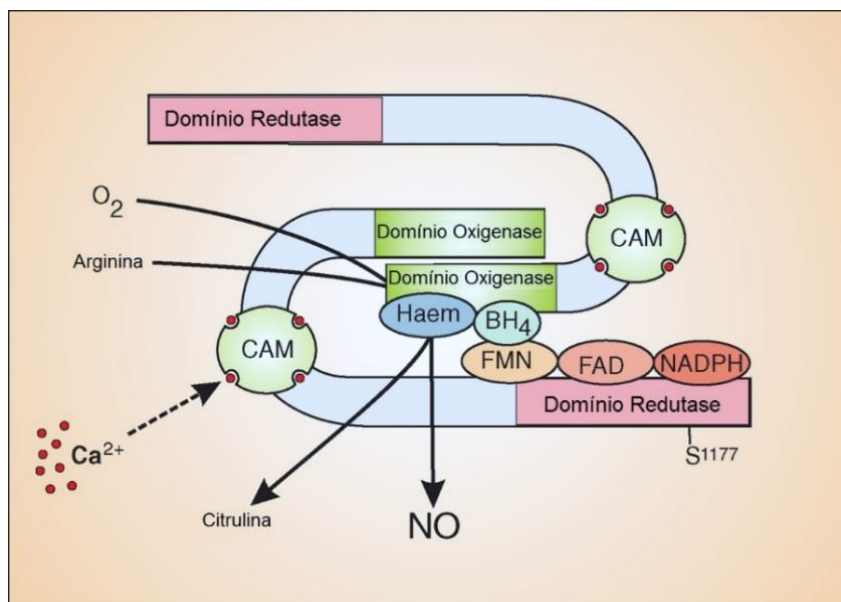 Domínio Redutase
O2
Domínio Oxigenase
CAM
Arginina
Domínio Oxigenase
Haem
BH4
CAM
FMN
FAD
NADPH
Domínio Redutase
Ca2+
S1177
Citrulina
NO